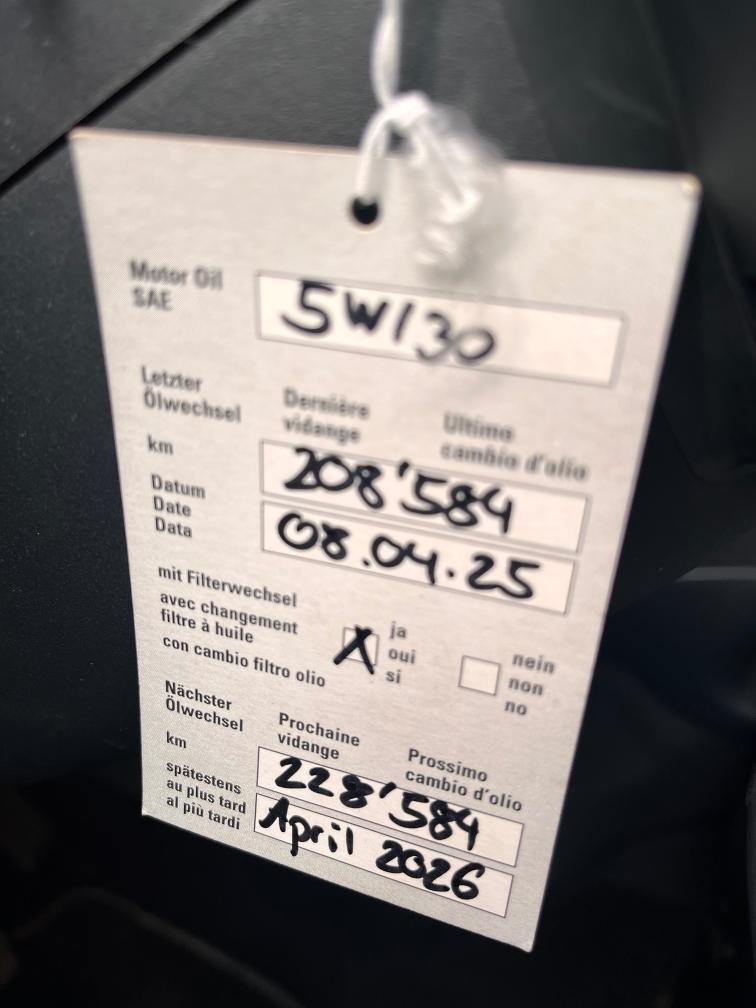 Motor Oil
SAE
5W/30
Letzter
Ölwechsel
Dernière
vidange
Ultimo
cambio d'olio
km
208'584
Datum
Date
Data
08.04.25
mit Filterwechsel
avec changement
filtre à huile
con cambio filtro olio
X
ja
oui
si
nein
non
no
Nächster
Ölwechsel
Prochaine
vidange
Prossimo
cambio d'olio
km
228'584
spätestens
au plus tard
al più tardi
April 2026